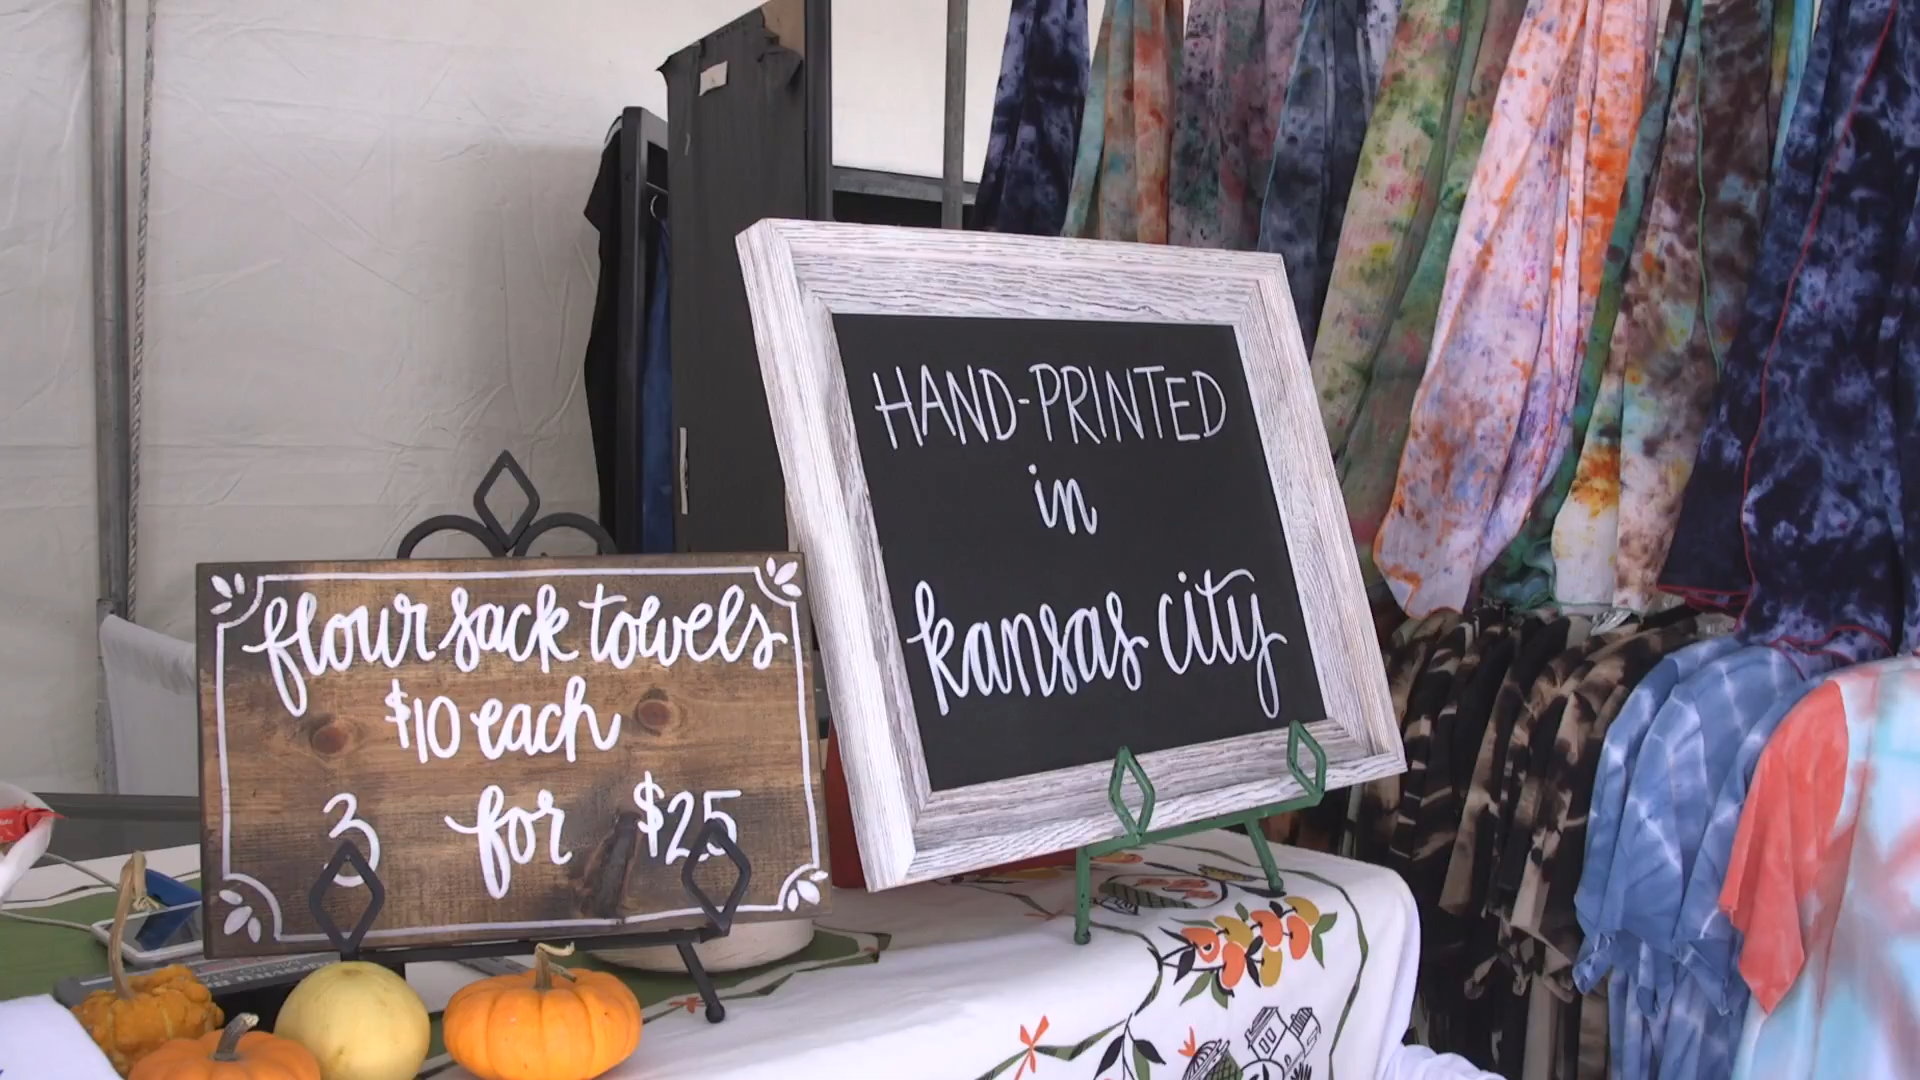 flour sack towels
$10 each
3 for $25
HAND-PRINTED
in
kansas city